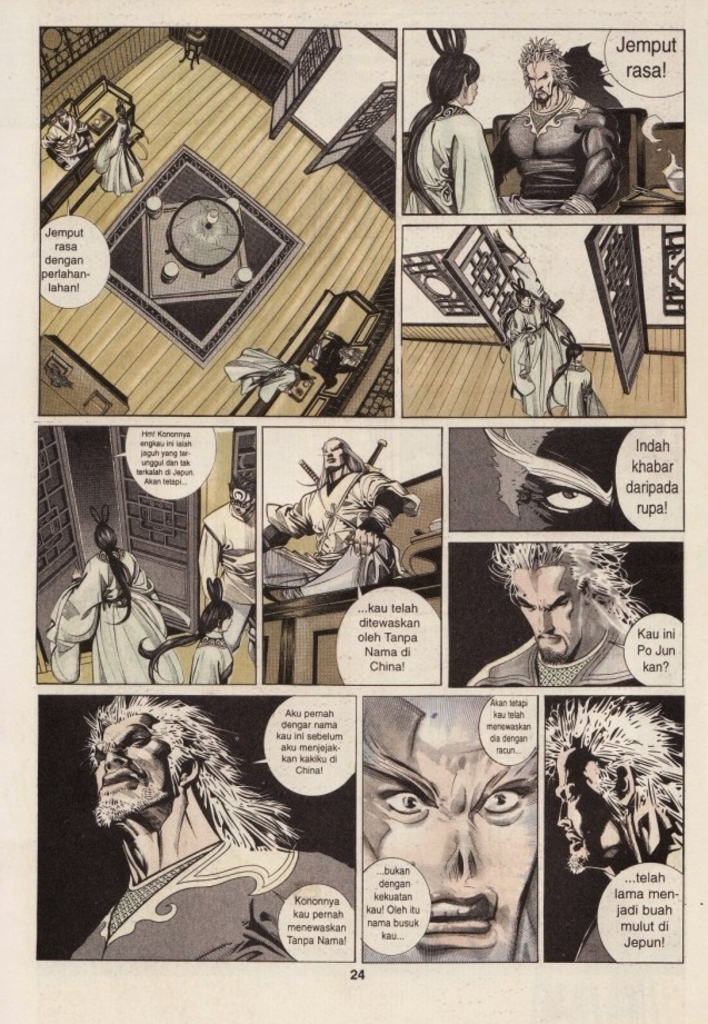 Jemput
rasa
dengan
perlahan-
lahan!
Jemput
rasa!
Hm! Kononnya
engkau ini ialah
jaguh yang ter-
unggul dan tak
terkalah di Jepun.
Akan tetapi...
...kau telah
ditewaskan
oleh Tanpa
Nama di
China!
Indah
khabar
daripada
rupa!
Kau ini
Po Jun
kan?
Aku pernah
dengar nama
kau ini sebelum
aku menjejak-
kan kakiku di
China!
Kononnya
kau pernah
menewaskan
Tanpa Nama!
Akan tetapi
kau telah
menewaskan
dia dengan
racun...
...bukan
dengan
kekuatan
kau! Oleh itu
nama busuk
kau...
...telah
lama men-
jadi buah
mulut di
Jepun!
24